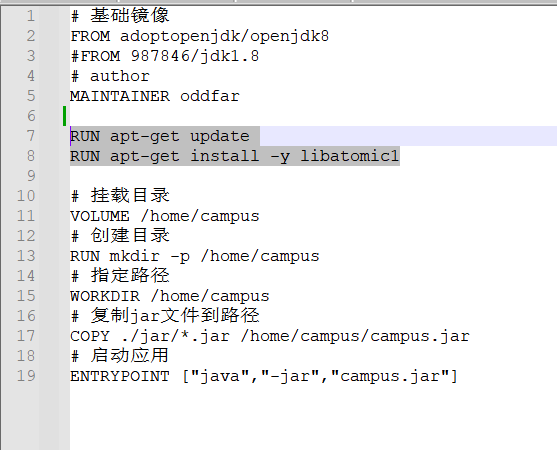 1 # 基础镜像
2 FROM adoptopenjdk/openjdk8
3 #FROM 987846/jdk1.8
4 # author
5 MAINTAINER oddfar
6
7 RUN apt-get update
8 RUN apt-get install -y libatomic1
9
10 # 挂载目录
11 VOLUME /home/campus
12 # 创建目录
13 RUN mkdir -p /home/campus
14 # 指定路径
15 WORKDIR /home/campus
16 # 复制jar文件到路径
17 COPY ./jar/*.jar /home/campus/campus.jar
18 # 启动应用
19 ENTRYPOINT ["java","-jar","campus.jar"]